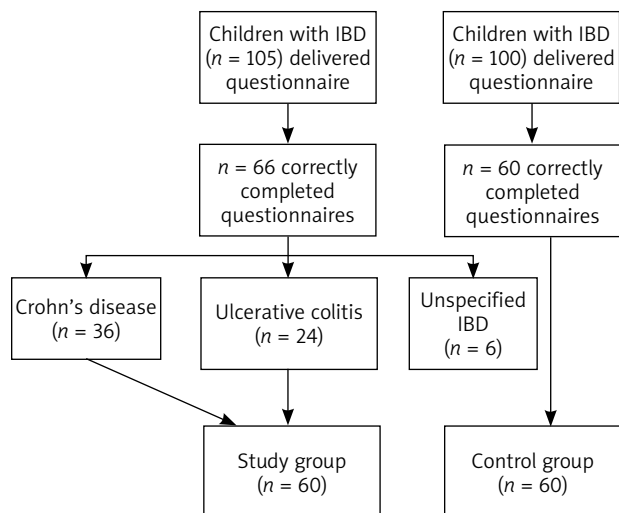 Children with IBD
(n = 105) delivered
questionnaire
Children with IBD
(n = 100) delivered
questionnaire
n = 66 correctly
completed
questionnaires
n = 60 correctly
completed
questionnaires
Crohn's disease
(n = 36)
Ulcerative colitis
(n = 24)
Unspecified
IBD
(n = 6)
Study group
(n = 60)
Control group
(n = 60)